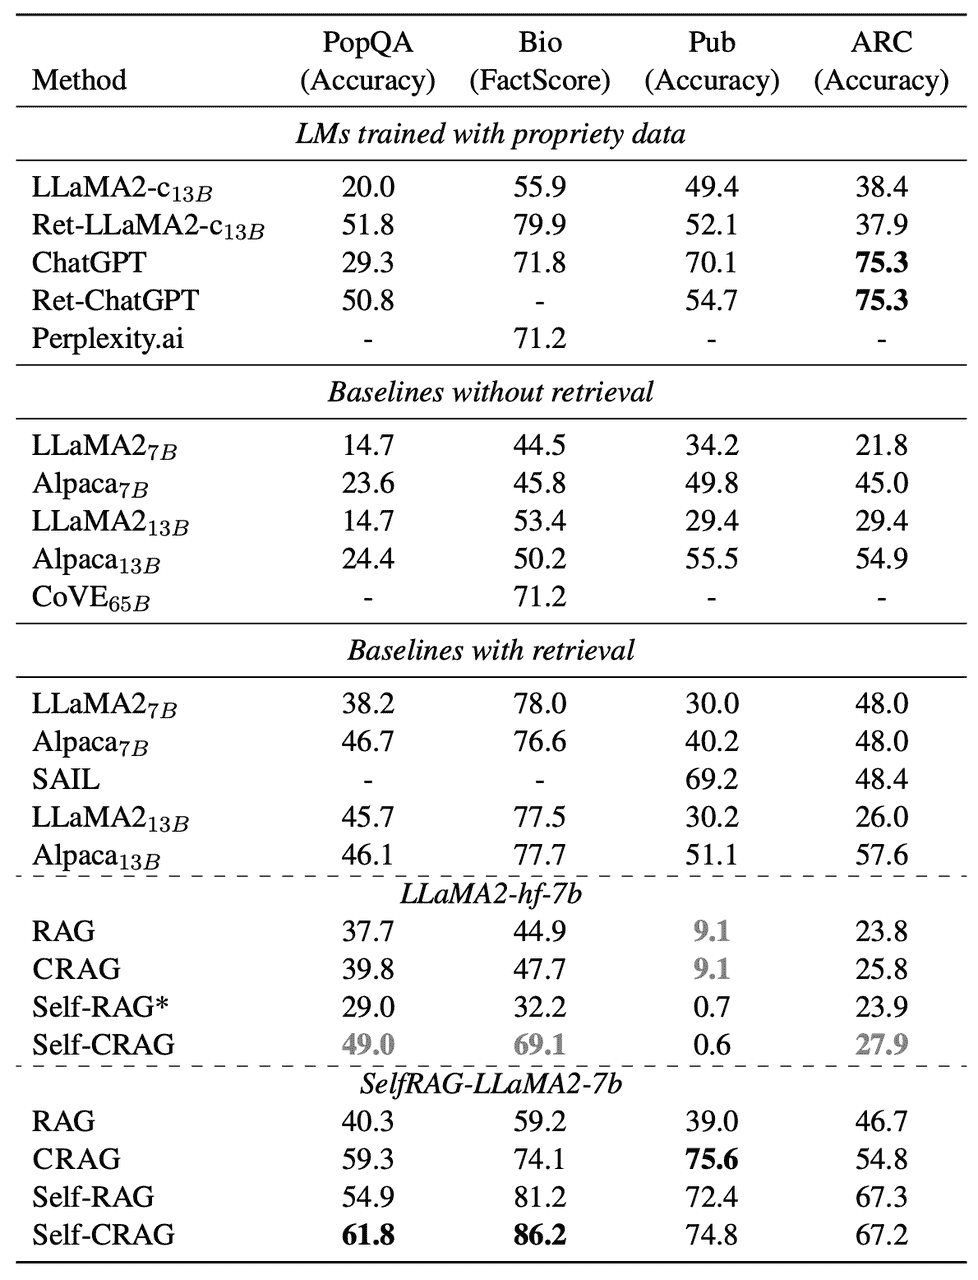 PopQA Bio Pub ARC
Method (Accuracy) (FactScore) (Accuracy) (Accuracy)
LMs trained with propriety data
LLaMA2-c13B 20.0 55.9 49.4 38.4
Ret-LLaMA2-c13B 51.8 79.9 52.1 37.9
ChatGPT 29.3 71.8 70.1 75.3
Ret-ChatGPT 50.8 - 54.7 75.3
Perplexity.ai - 71.2 - -
Baselines without retrieval
LLaMA27B 14.7 44.5 34.2 21.8
Alpaca7B 23.6 45.8 49.8 45.0
LLaMA213B 14.7 53.4 29.4 29.4
Alpaca13B 24.4 50.2 55.5 54.9
CoVE65B - 71.2 - -
Baselines with retrieval
LLaMA27B 38.2 78.0 30.0 48.0
Alpaca7B 46.7 76.6 40.2 48.0
SAIL - - 69.2 48.4
LLaMA213B 45.7 77.5 30.2 26.0
Alpaca13B 46.1 77.7 51.1 57.6
LLaMA2-hf-7b
RAG 37.7 44.9 9.1 23.8
CRAG 39.8 47.7 9.1 25.8
Self-RAG* 29.0 32.2 0.7 23.9
Self-CRAG 49.0 69.1 0.6 27.9
SelfRAG-LLaMA2-7b
RAG 40.3 59.2 39.0 46.7
CRAG 59.3 74.1 75.6 54.8
Self-RAG 54.9 81.2 72.4 67.3
Self-CRAG 61.8 86.2 74.8 67.2